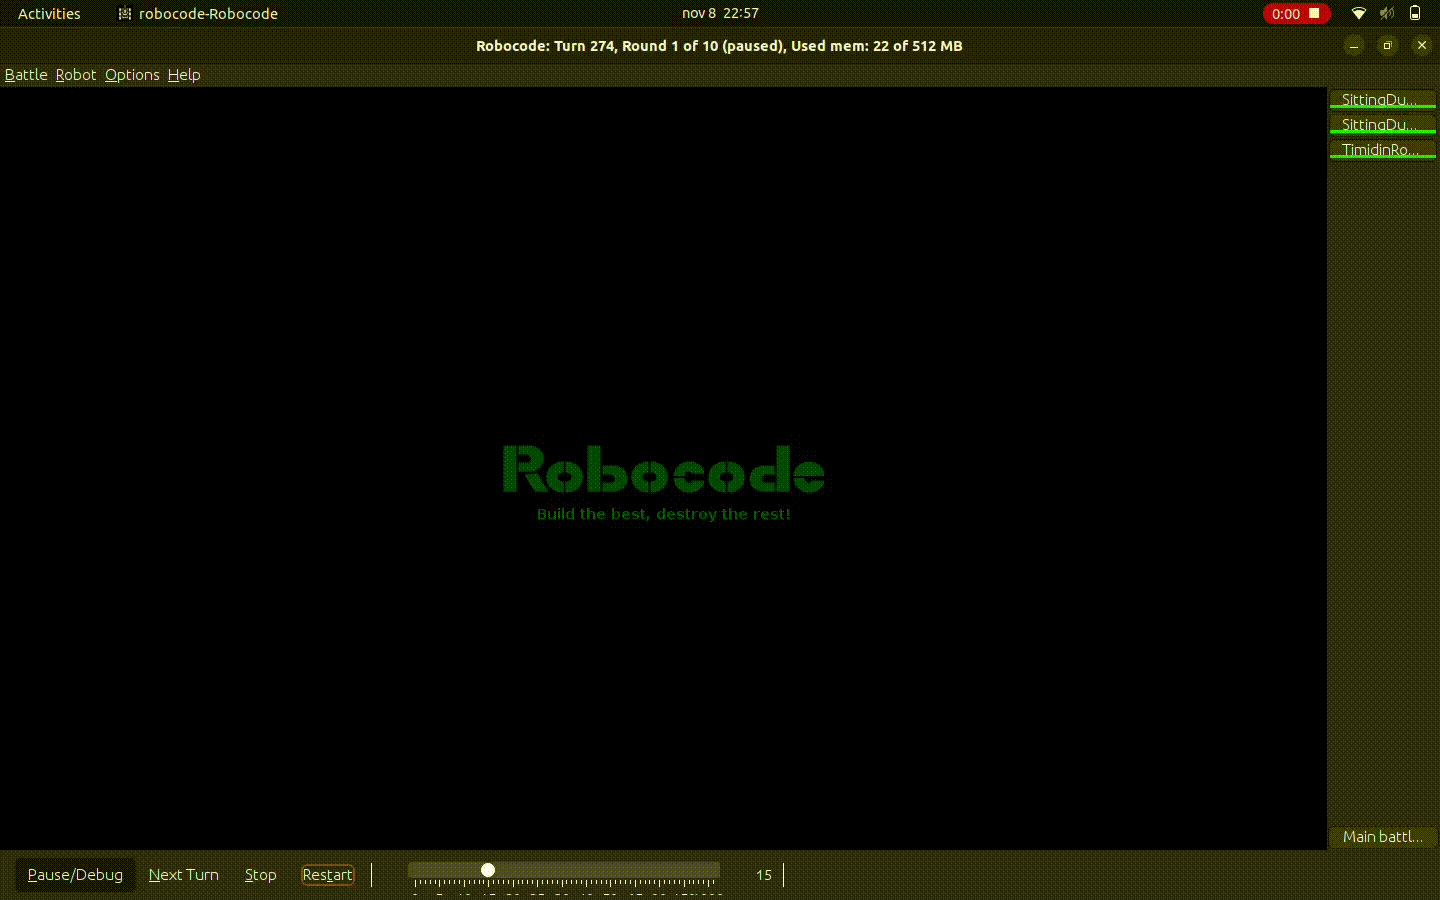 Activities robocode-Robocode nov 8 22:57 0:00
Robocode: Turn 274, Round 1 of 10 (paused), Used mem: 22 of 512 MB
Battle Robot Options Help
SittingDu...
SittingDu...
TimidinRo...
Robocode
Build the best, destroy the rest!
Main battl...
Pause/Debug Next Turn Stop Restart 15